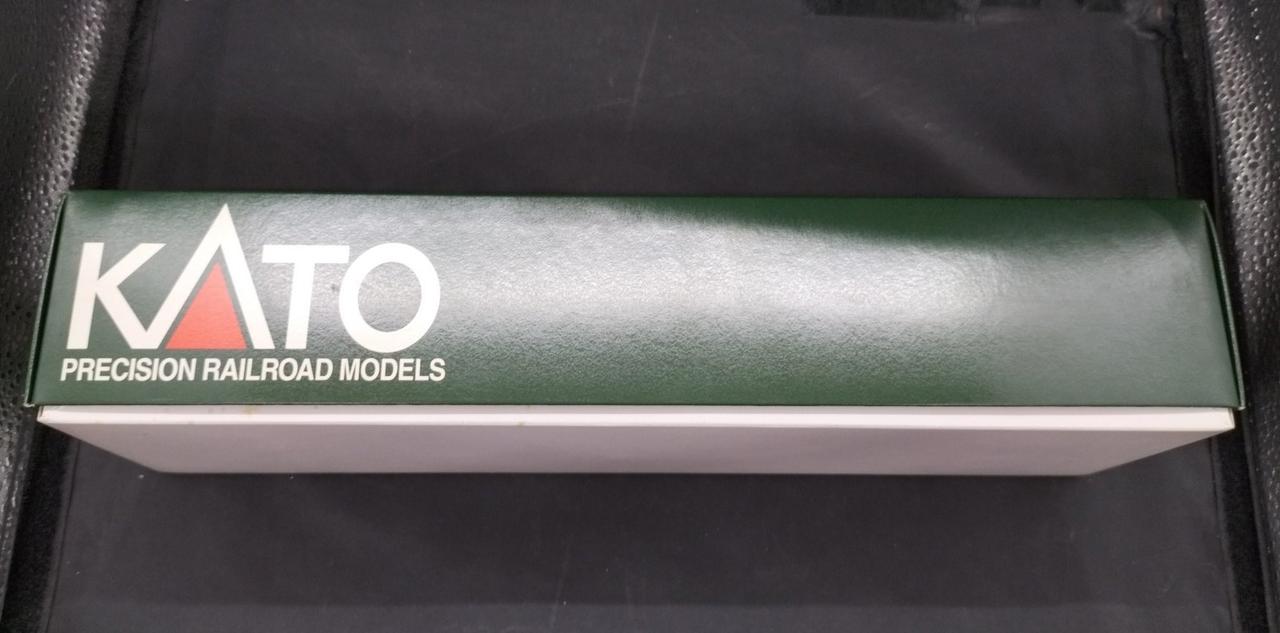 KATO
PRECISION RAILROAD MODELS